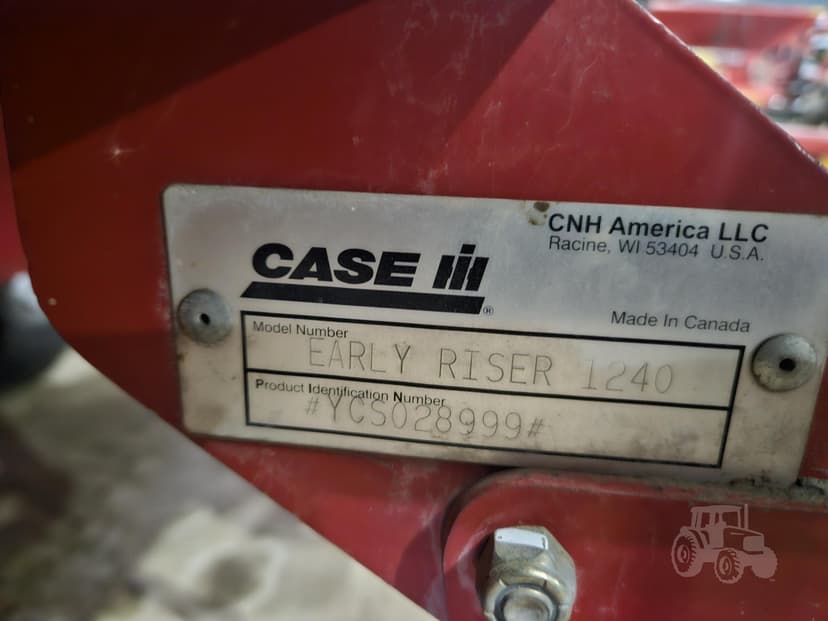 CNH America LLC
Racine, WI 53404 U.S.A.
CASE IH
®
Made In Canada
Model Number
EARLY RISER 1240
Product Identification Number
#YCS028999#